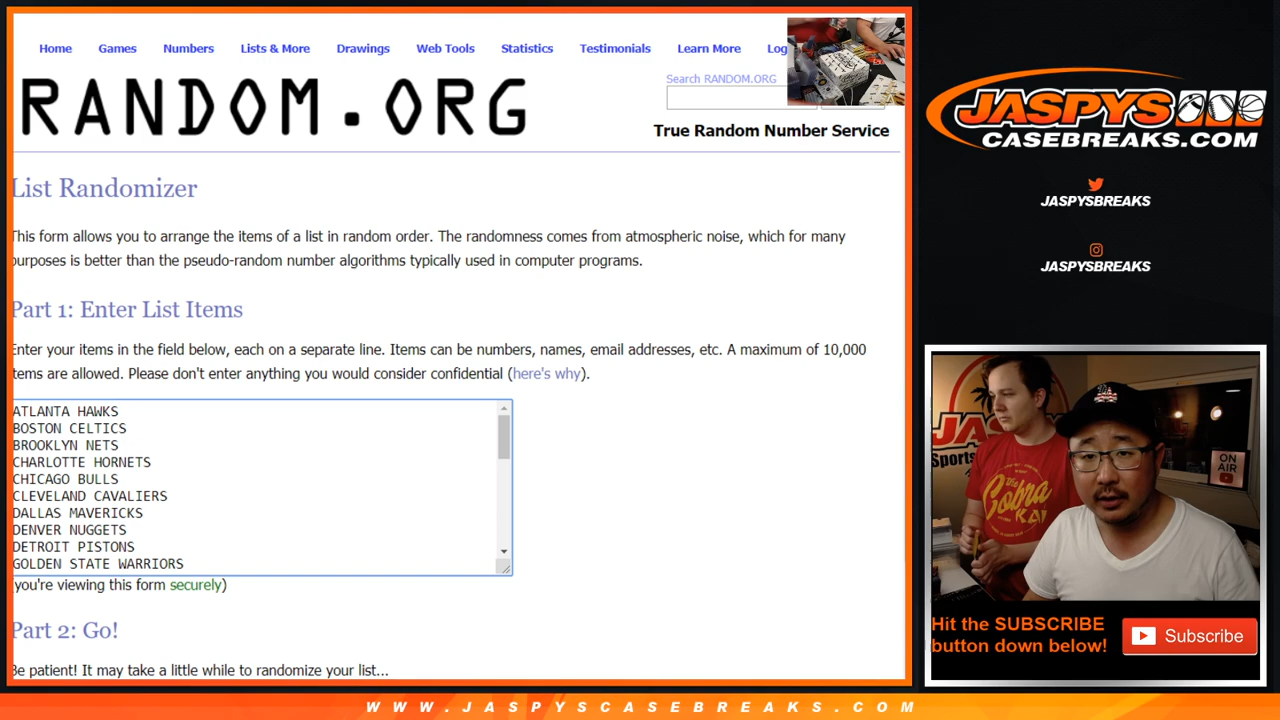 Home Games Numbers Lists & More Drawings Web Tools Statistics Testimonials Learn More Log
RANDOM.ORG
Search RANDOM.ORG
True Random Number Service
List Randomizer
This form allows you to arrange the items of a list in random order. The randomness comes from atmospheric noise, which for many
purposes is better than the pseudo-random number algorithms typically used in computer programs.
Part 1: Enter List Items
Enter your items in the field below, each on a separate line. Items can be numbers, names, email addresses, etc. A maximum of 10,000
items are allowed. Please don't enter anything you would consider confidential (here's why).
ATLANTA HAWKS
BOSTON CELTICS
BROOKLYN NETS
CHARLOTTE HORNETS
CHICAGO BULLS
CLEVELAND CAVALIERS
DALLAS MAVERICKS
DENVER NUGGETS
DETROIT PISTONS
GOLDEN STATE WARRIORS
(you're viewing this form securely)
Part 2: Go!
Be patient! It may take a little while to randomize your list...
JASPYS
CASEBREAKS.COM
JASPYSBREAKS
JASPYSBREAKS
JAS
Sports
The
Cobra
KAI
ON
AIR
Hit the SUBSCRIBE
button down below!
Subscribe
WWW.JASPYSCASEBREAKS.COM